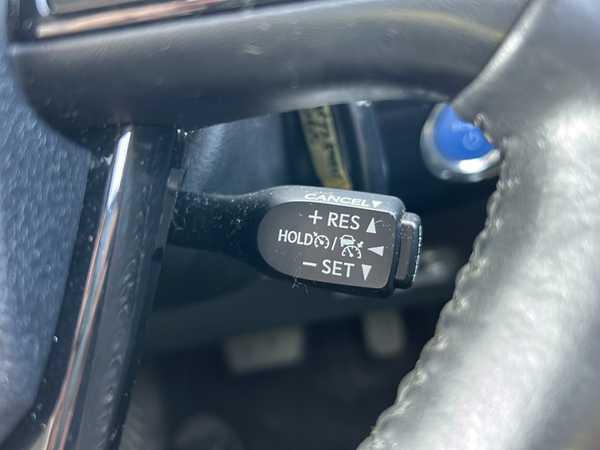 CANCEL▼
+ RES ▲
HOLD / ◀
− SET ▼